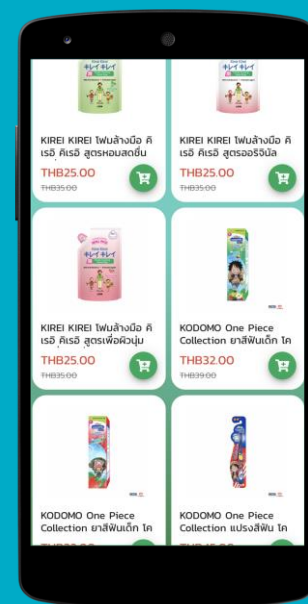 KIREI KIREI โฟมล้างมือ คิ
เรอิ คิเรอิ สูตรหอมสดชื่น
THB25.00
THB35.00
KIREI KIREI โฟมล้างมือ คิ
เรอิ คิเรอิ สูตรออริจินัล
THB25.00
THB35.00
キレイキレイ
KIREI KIREI โฟมล้างมือ คิ
เรอิ คิเรอิ สูตรเพื่อผิวนุ่ม
THB25.00
THB35.00
KODOMO One Piece
Collection ยาสีฟันเด็ก โค
THB32.00
THB39.00
KODOMO One Piece
Collection ยาสีฟันเด็ก โค
KODOMO One Piece
Collection แปรงสีฟัน โค